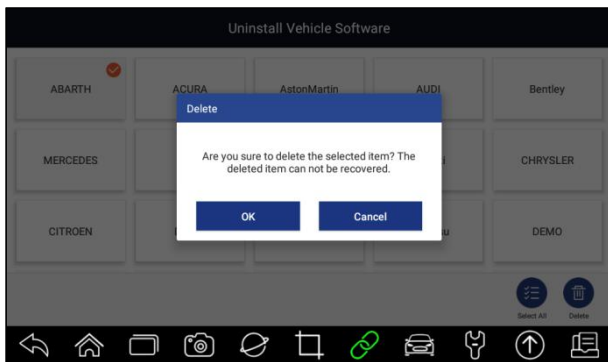 Uninstall Vehicle Software
ABARTH
ACURA
AstonMartin
AUDI
Bentley
Delete
Are you sure to delete the selected item? The
deleted item can not be recovered.
OK
Cancel
MERCEDES
CHRYSLER
CITROEN
DEMO
Select All
Delete